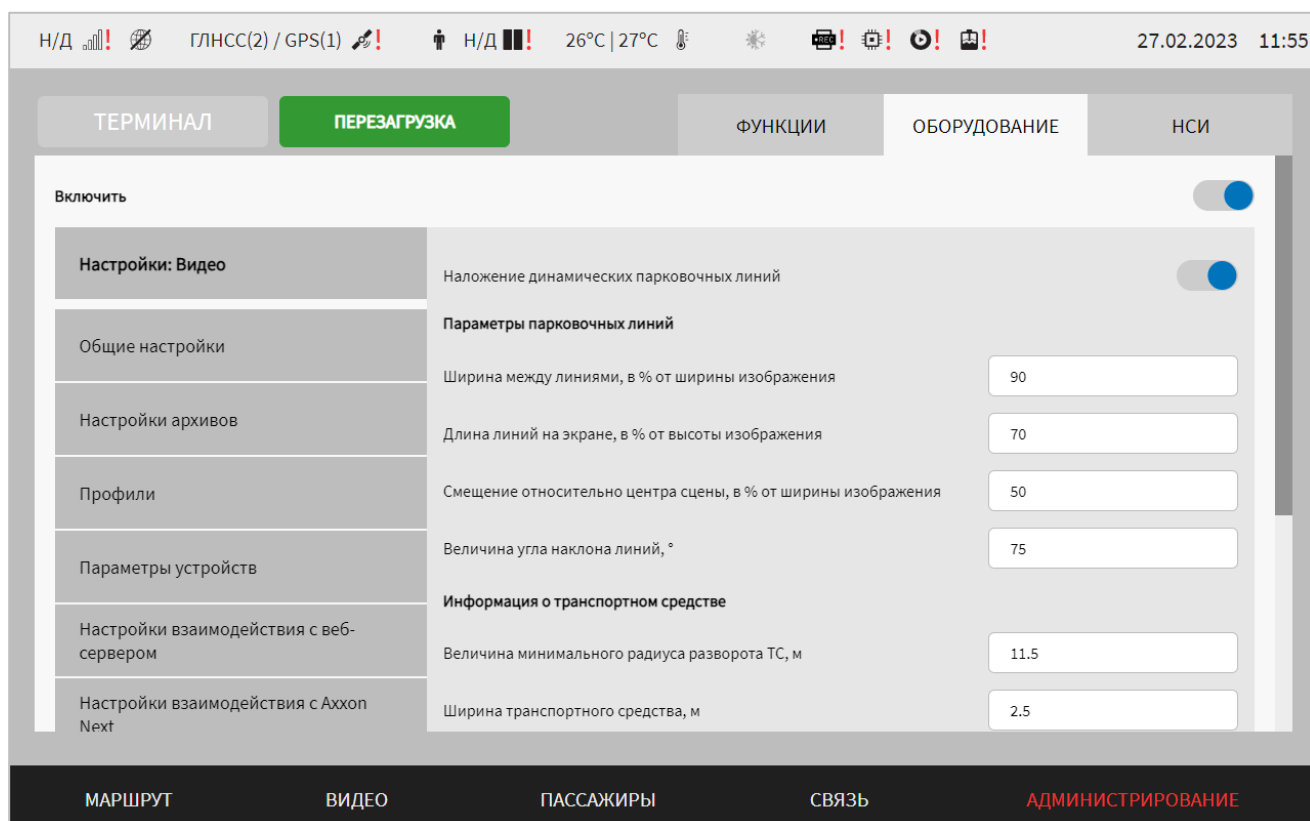 Н/Д ГЛНСС(2) / GPS(1) Н/Д 26°C | 27°C REC 27.02.2023 11:55
ТЕРМИНАЛ ПЕРЕЗАГРУЗКА ФУНКЦИИ ОБОРУДОВАНИЕ НСИ
Включить
Настройки: Видео
Общие настройки
Настройки архивов
Профили
Параметры устройств
Настройки взаимодействия с веб-
сервером
Настройки взаимодействия с Axxon
Next
Наложение динамических парковочных линий
Параметры парковочных линий
Ширина между линиями, в % от ширины изображения 90
Длина линий на экране, в % от высоты изображения 70
Смещение относительно центра сцены, в % от ширины изображения 50
Величина угла наклона линий, ° 75
Информация о транспортном средстве
Величина минимального радиуса разворота ТС, м 11.5
Ширина транспортного средства, м 2.5
МАРШРУТ ВИДЕО ПАССАЖИРЫ СВЯЗЬ АДМИНИСТРИРОВАНИЕ